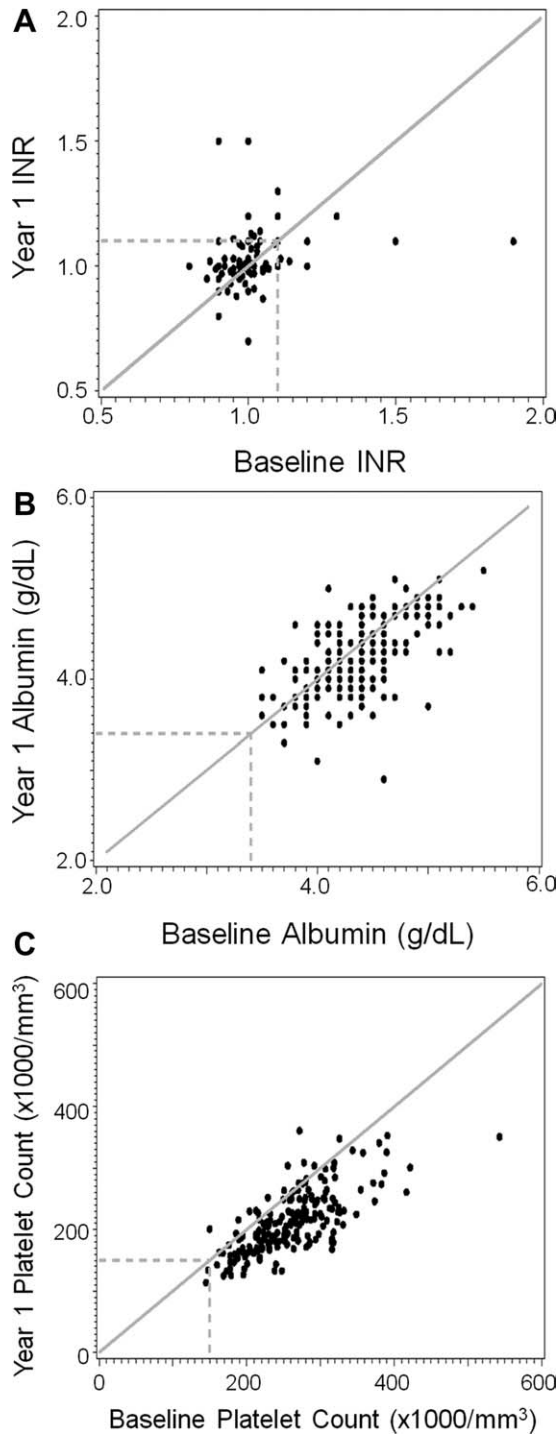 A
2.0
1.5
1.0
0.5
Year 1 INR
0.5
1.0
1.5
2.0
Baseline INR
B
6.0
4.0
2.0
Year 1 Albumin (g/dL)
2.0
4.0
6.0
Baseline Albumin (g/dL)
C
600
400
200
0
Year 1 Platelet Count (x1000/mm³)
0
200
400
600
Baseline Platelet Count (x1000/mm³)